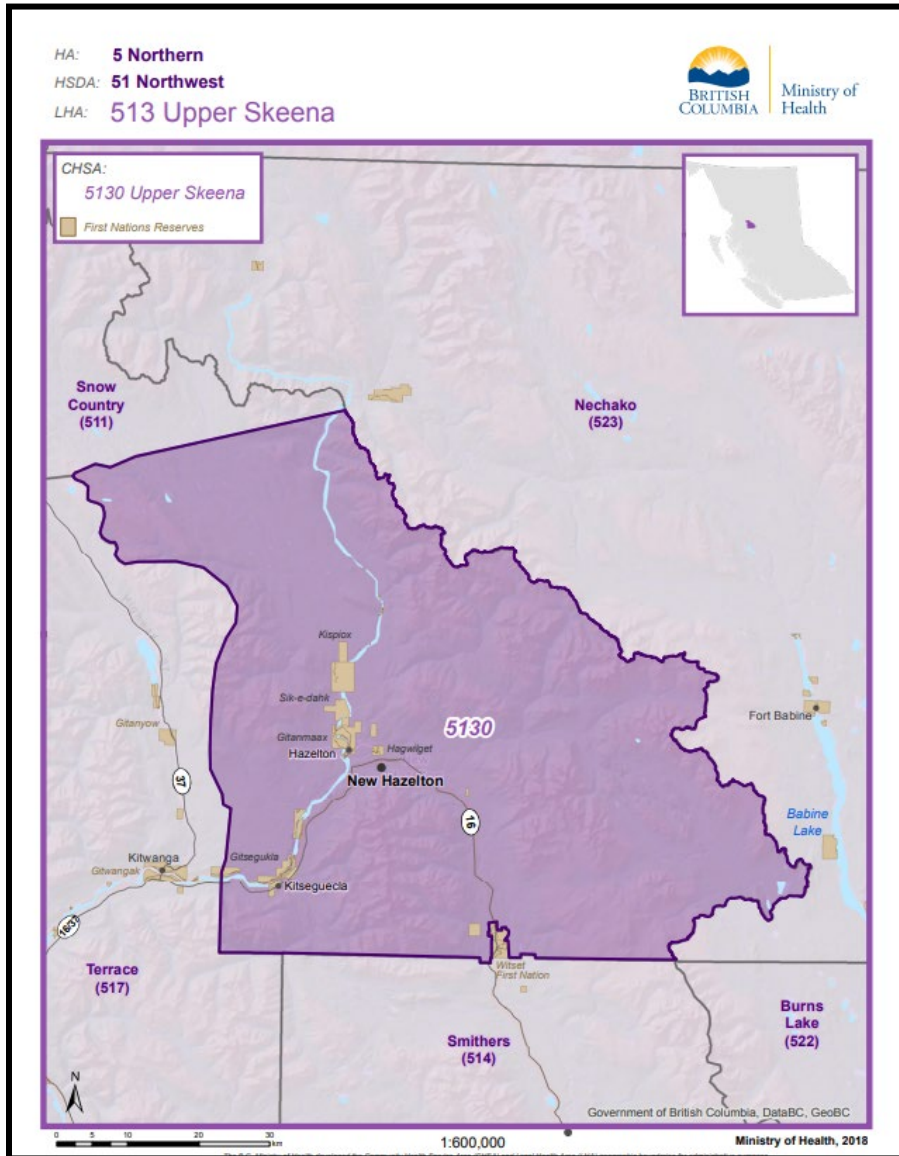 HA: 5 Northern
HSDA: 51 Northwest
LHA: 513 Upper Skeena
BRITISH
COLUMBIA
Ministry of
Health
CHSA:
5130 Upper Skeena
First Nations Reserves
Snow
Country
(511)
Nechako
(523)
Kispiox
Sik-e-dahk
Gitanyow
Gitanmaax
Hazelton
Hagwilget
5130
Fort Babine
New Hazelton
37
16
Babine
Lake
Kitwanga
Gitwangak
Gitsegukla
Kitseguecla
16/37
Terrace
(517)
Witset
First Nation
Smithers
(514)
Burns
Lake
(522)
N
Government of British Columbia, DataBC, GeoBC
0 5 10 20 30
km
1:600,000
Ministry of Health, 2018